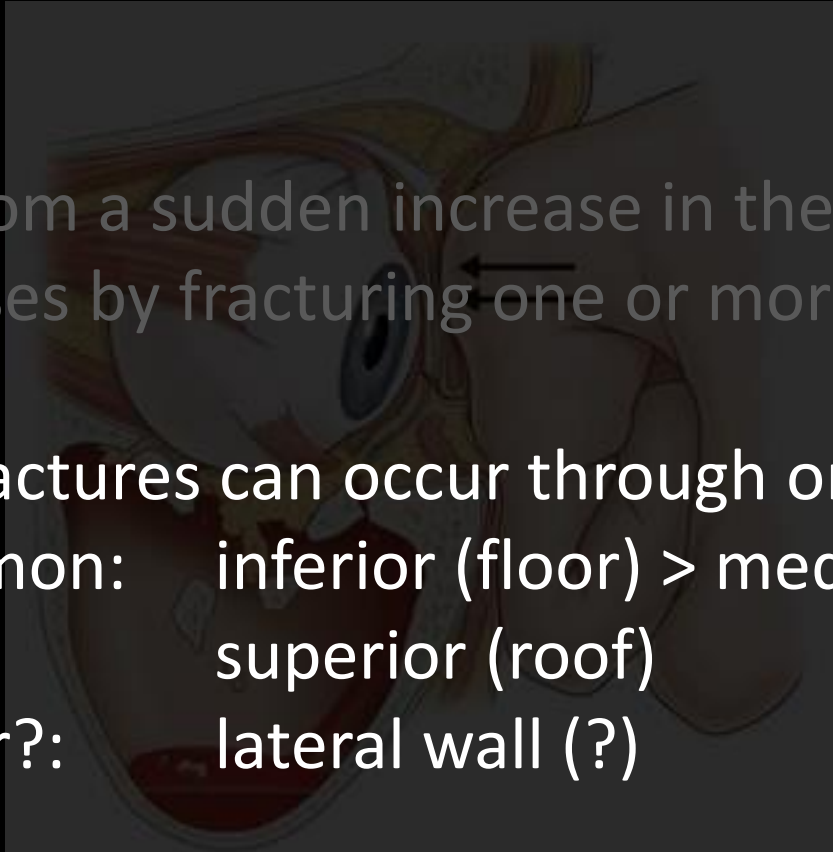 om a sudden increase in the
es by fracturing one or mor
actures can occur through or
mon: inferior (floor) > med
superior (roof)
r?: lateral wall (?)